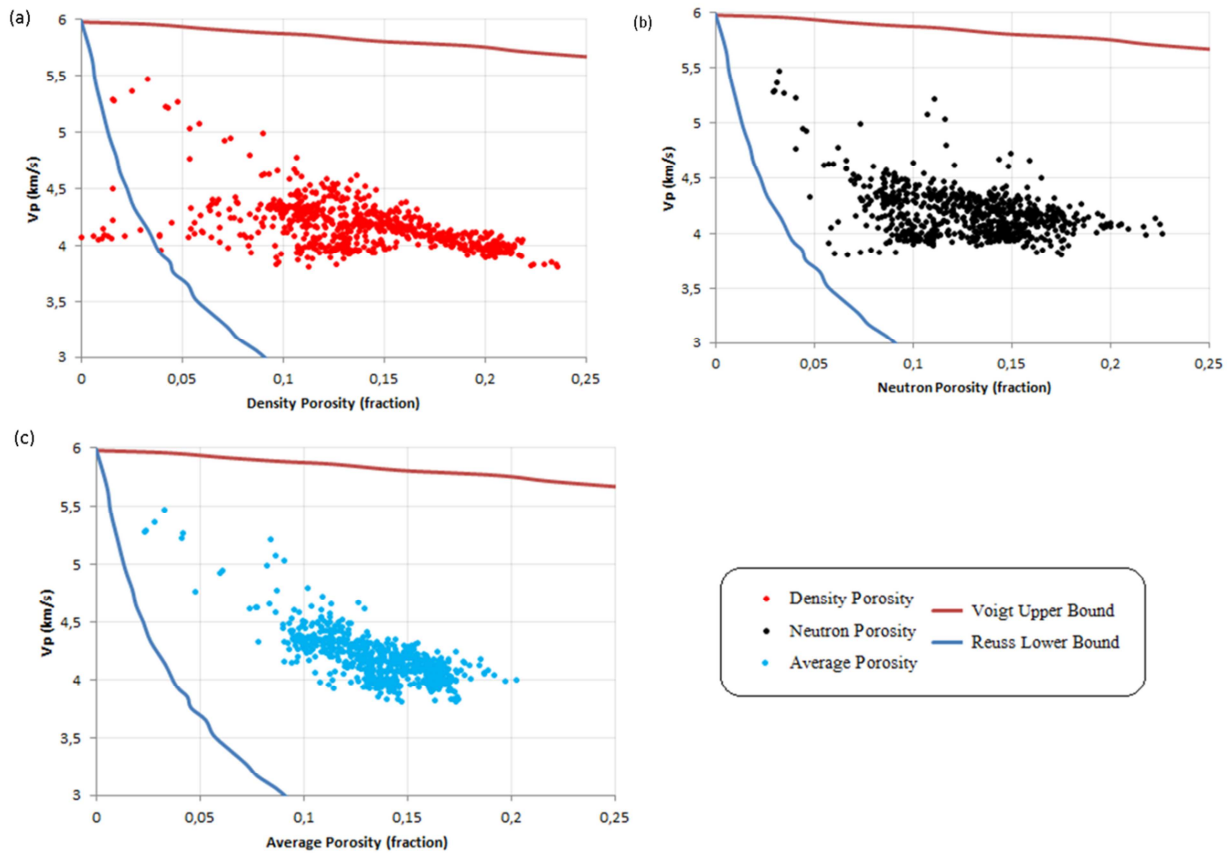 (a)
6
5,5
5
4,5
4
3,5
3
Vp (km/s)
0
0,05
0,1
0,15
0,2
0,25
Density Porosity (fraction)
(b)
6
5,5
5
4,5
4
3,5
3
Vp (km/s)
0
0,05
0,1
0,15
0,2
0,25
Neutron Porosity (fraction)
(c)
6
5,5
5
4,5
4
3,5
3
Vp (km/s)
0
0,05
0,1
0,15
0,2
0,25
Average Porosity (fraction)
Density Porosity
Neutron Porosity
Average Porosity
Voigt Upper Bound
Reuss Lower Bound